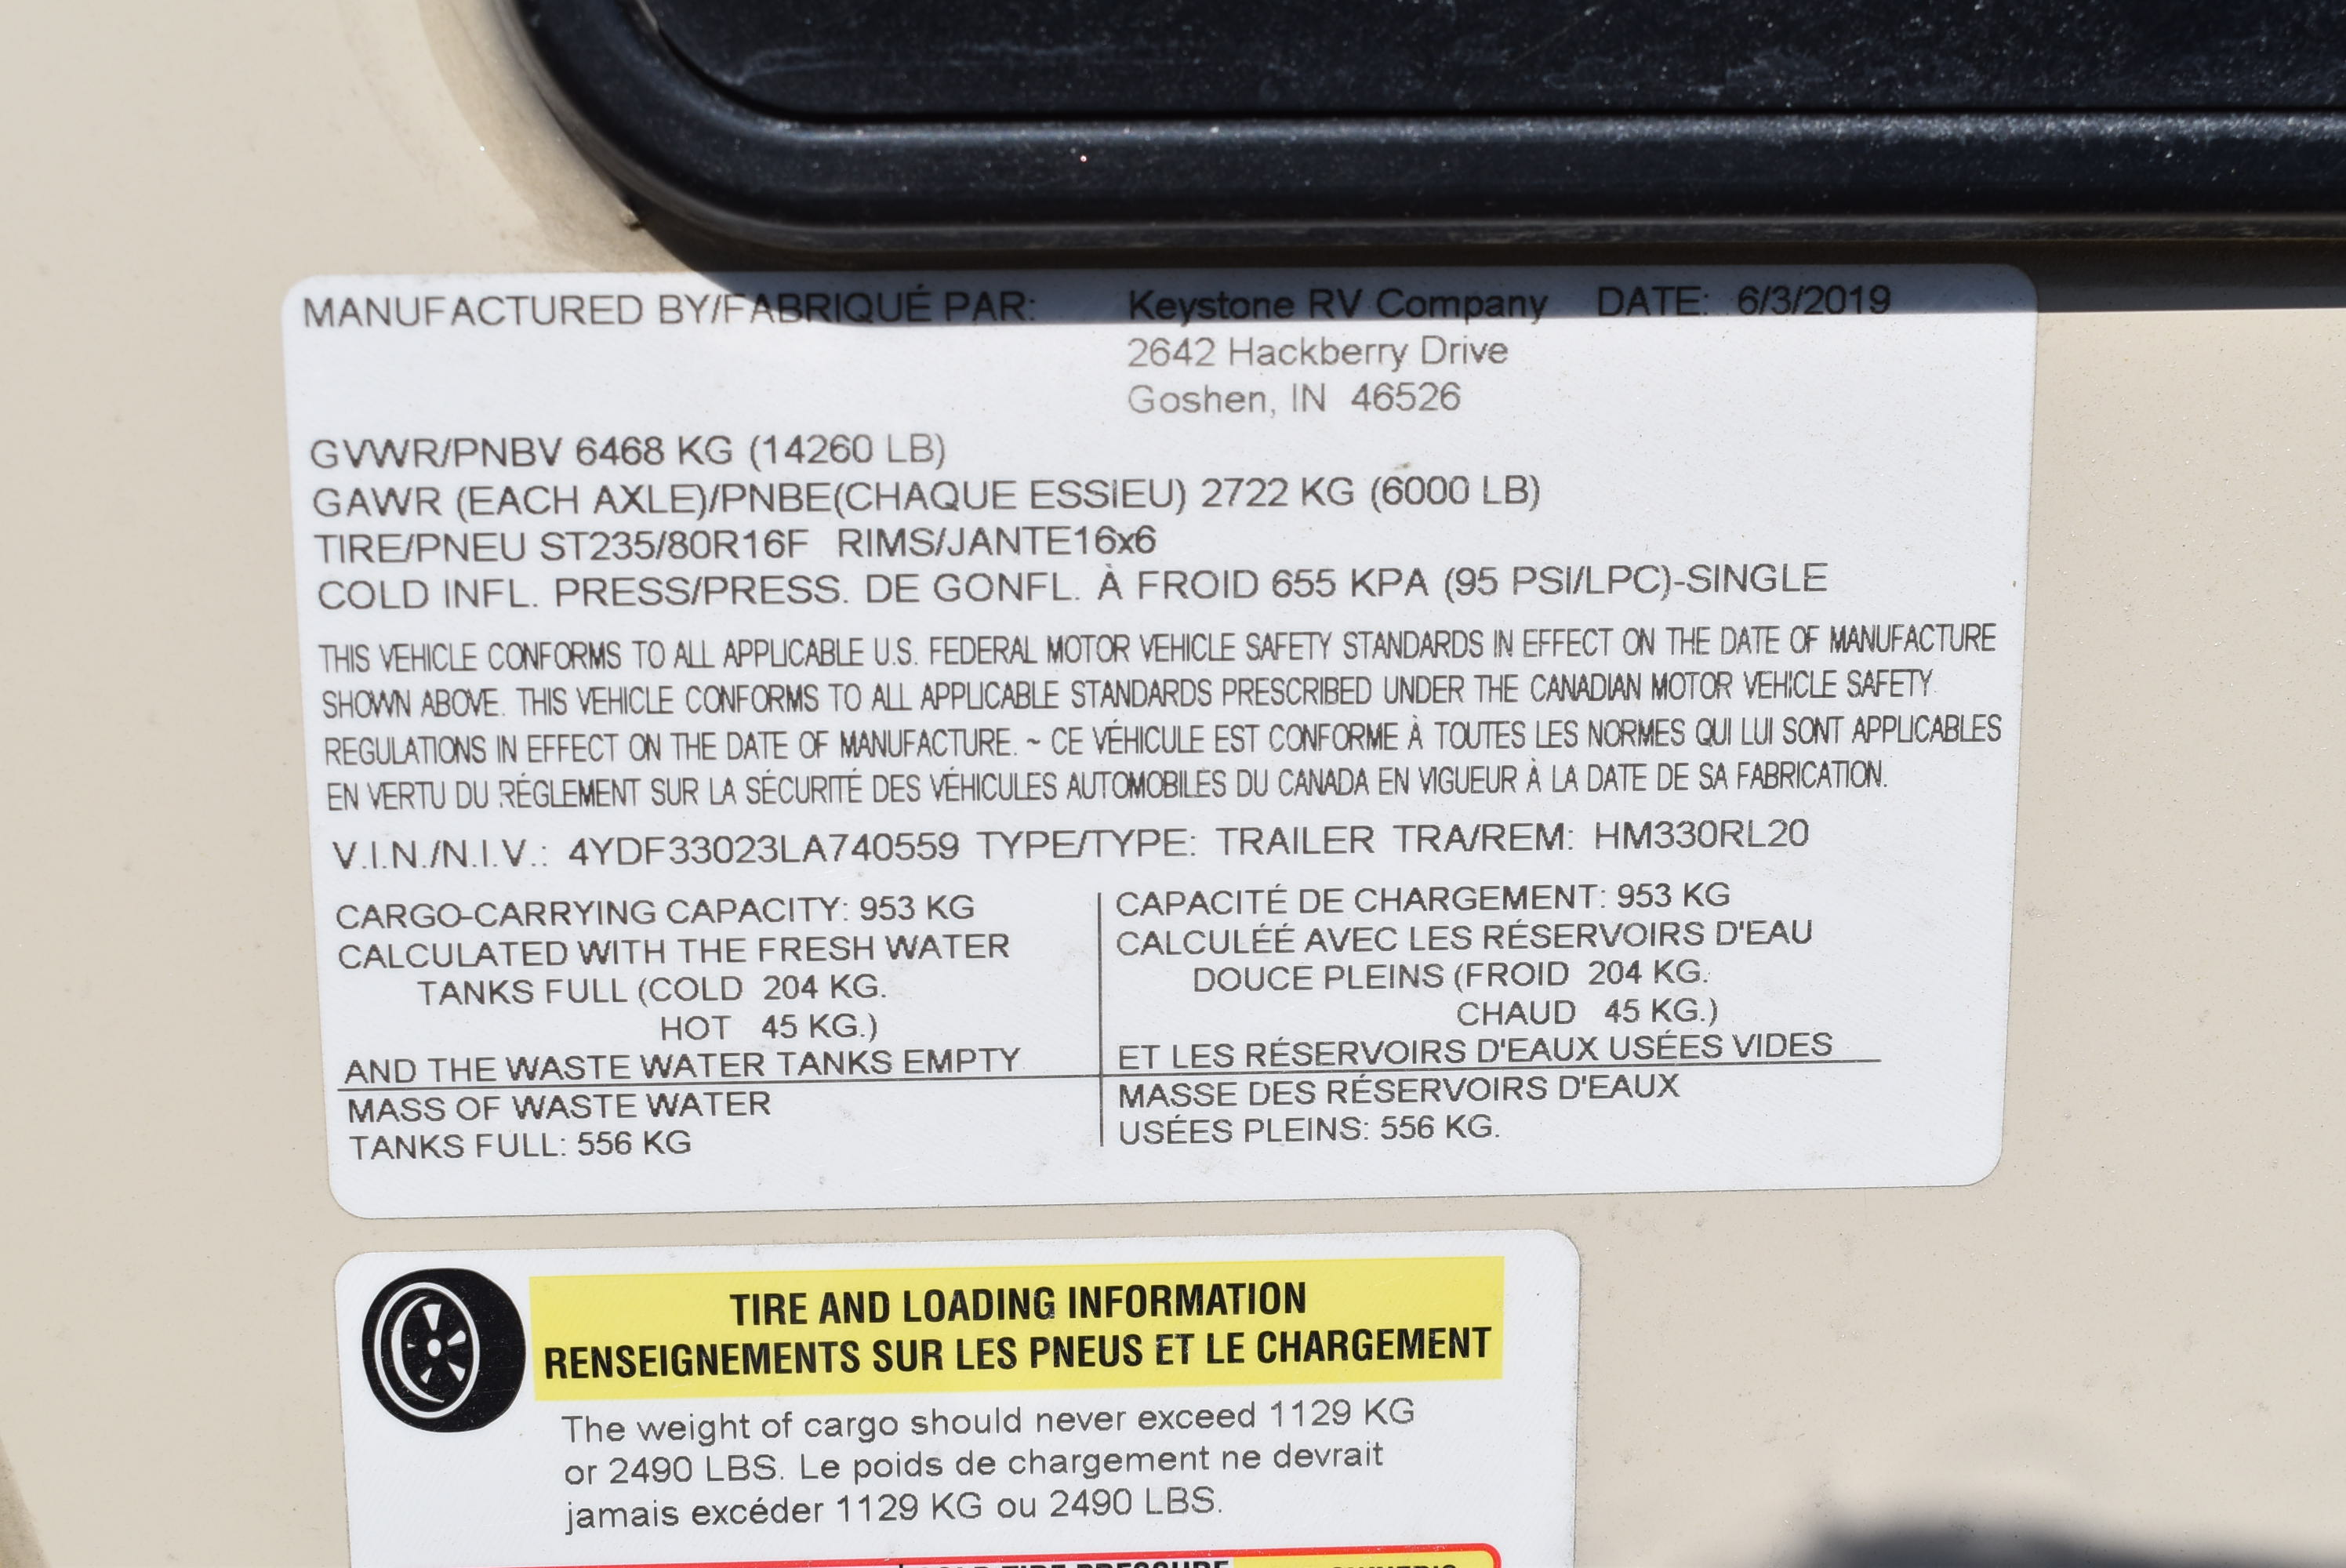 MANUFACTURED BY/FABRIQUÉ PAR: Keystone RV Company DATE: 6/3/2019
2642 Hackberry Drive
Goshen, IN 46526
GVWR/PNBV 6468 KG (14260 LB)
GAWR (EACH AXLE)/PNBE(CHAQUE ESSIEU) 2722 KG (6000 LB)
TIRE/PNEU ST235/80R16F RIMS/JANTE16x6
COLD INFL. PRESS/PRESS. DE GONFL. À FROID 655 KPA (95 PSI/LPC)-SINGLE
THIS VEHICLE CONFORMS TO ALL APPLICABLE U.S. FEDERAL MOTOR VEHICLE SAFETY STANDARDS IN EFFECT ON THE DATE OF MANUFACTURE
SHOWN ABOVE. THIS VEHICLE CONFORMS TO ALL APPLICABLE STANDARDS PRESCRIBED UNDER THE CANADIAN MOTOR VEHICLE SAFETY
REGULATIONS IN EFFECT ON THE DATE OF MANUFACTURE. ~ CE VÉHICULE EST CONFORME À TOUTES LES NORMES QUI LUI SONT APPLICABLES
EN VERTU DU RÉGLEMENT SUR LA SÉCURITÉ DES VÉHICULES AUTOMOBILES DU CANADA EN VIGUEUR À LA DATE DE SA FABRICATION.
V.I.N./N.I.V.: 4YDF33023LA740559 TYPE/TYPE: TRAILER TRA/REM: HM330RL20
CARGO-CARRYING CAPACITY: 953 KG
CALCULATED WITH THE FRESH WATER
TANKS FULL (COLD 204 KG.
HOT 45 KG.)
AND THE WASTE WATER TANKS EMPTY
MASS OF WASTE WATER
TANKS FULL: 556 KG
CAPACITÉ DE CHARGEMENT: 953 KG
CALCULÉÉ AVEC LES RÉSERVOIRS D'EAU
DOUCE PLEINS (FROID 204 KG.
CHAUD 45 KG.)
ET LES RÉSERVOIRS D'EAUX USÉES VIDES
MASSE DES RÉSERVOIRS D'EAUX
USÉES PLEINS: 556 KG.
TIRE AND LOADING INFORMATION
RENSEIGNEMENTS SUR LES PNEUS ET LE CHARGEMENT
The weight of cargo should never exceed 1129 KG
or 2490 LBS. Le poids de chargement ne devrait
jamais excéder 1129 KG ou 2490 LBS.